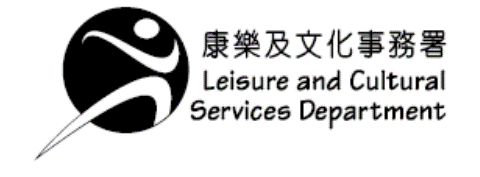 康樂及文化事務署
Leisure and Cultural
Services Department